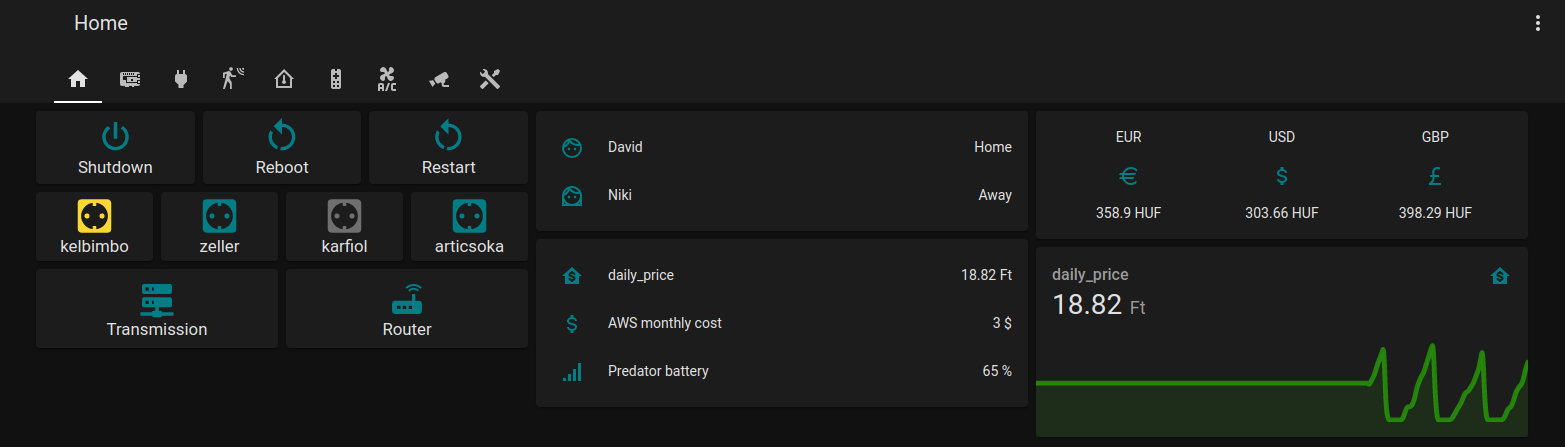 Home
A/C
Shutdown
Reboot
Restart
kelbimbo
zeller
karfiol
articsoka
Transmission
Router
David Home
Niki Away
daily_price 18.82 Ft
AWS monthly cost 3 $
Predator battery 65 %
EUR USD GBP
€ $ £
358.9 HUF 303.66 HUF 398.29 HUF
daily_price
18.82 Ft